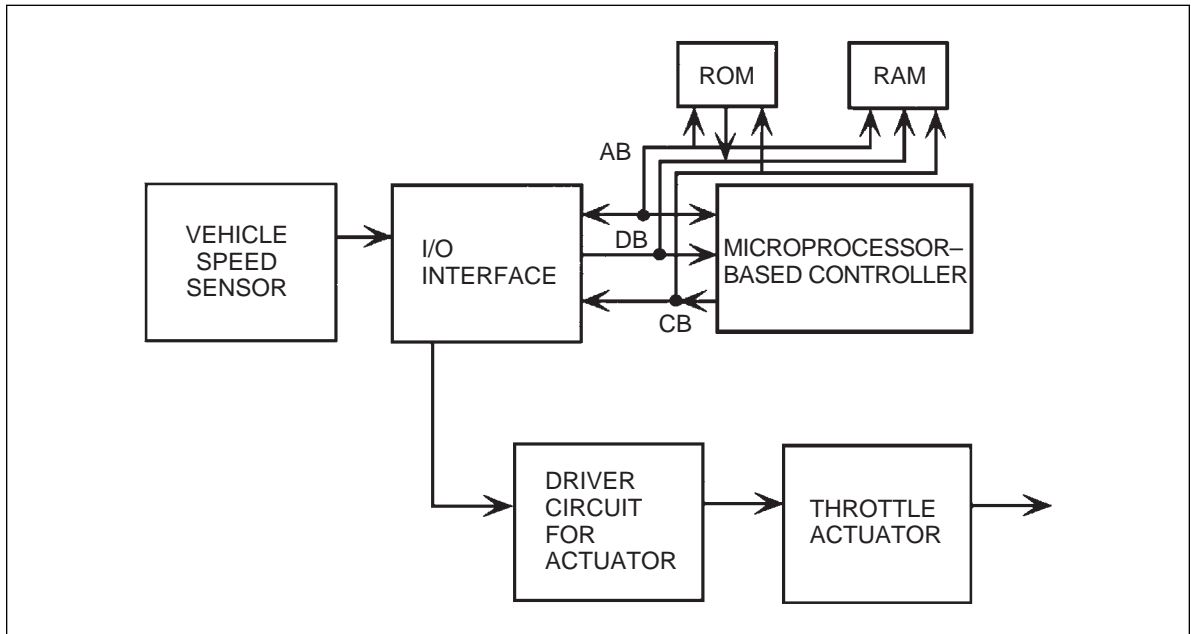 ROM
RAM
AB
VEHICLE
SPEED
SENSOR
I/O
INTERFACE
DB
MICROPROCESSOR–
BASED CONTROLLER
CB
DRIVER
CIRCUIT
FOR
ACTUATOR
THROTTLE
ACTUATOR